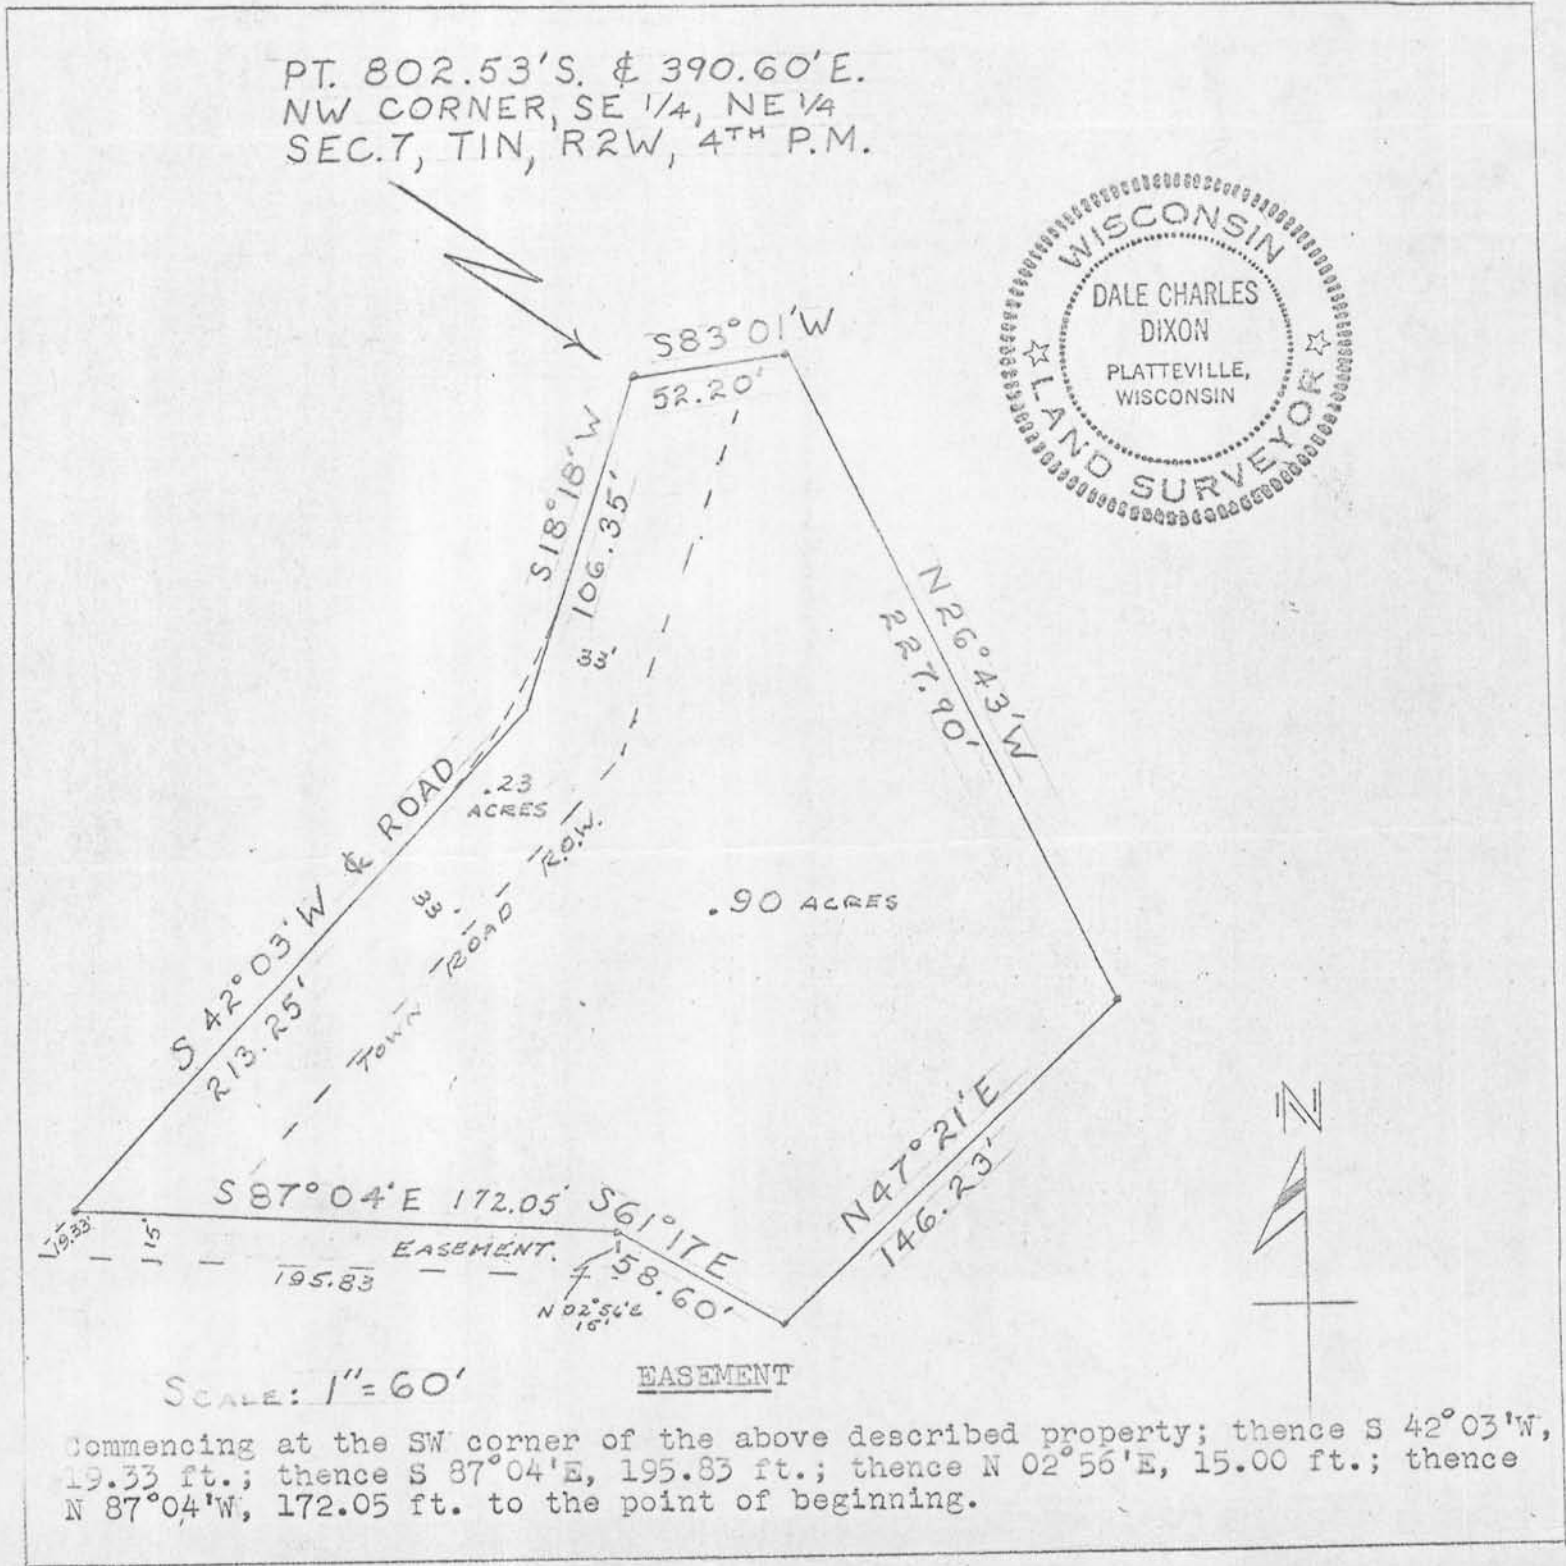 PT. 802.53'S. & 390.60'E.
NW CORNER, SE 1/4, NE 1/4
SEC. 7, T1N, R2W, 4TH P.M.
WISCONSIN
DALE CHARLES
DIXON
PLATTEVILLE,
WISCONSIN
☆ LAND SURVEYOR ☆
S83°01'W
52.20'
S18°18'W
106.35'
33'
N26°43'W
227.90'
.23
ACRES
S 42°03'W ℄ ROAD
213.25'
33'
TOWN ROAD R.O.W.
.90 ACRES
N47°21'E
146.23'
N
S87°04'E 172.05'
S61°17'E
58.60'
19.33'
15'
EASEMENT.
195.83
N 02°56'E
15'
SCALE: 1"=60'
EASEMENT
Commencing at the SW corner of the above described property; thence S 42°03'W,
19.33 ft.; thence S 87°04'E, 195.83 ft.; thence N 02°56'E, 15.00 ft.; thence
N 87°04'W, 172.05 ft. to the point of beginning.